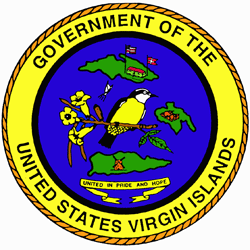 GOVERNMENT OF THE
UNITED IN PRIDE AND HOPE
UNITED STATES VIRGIN ISLANDS